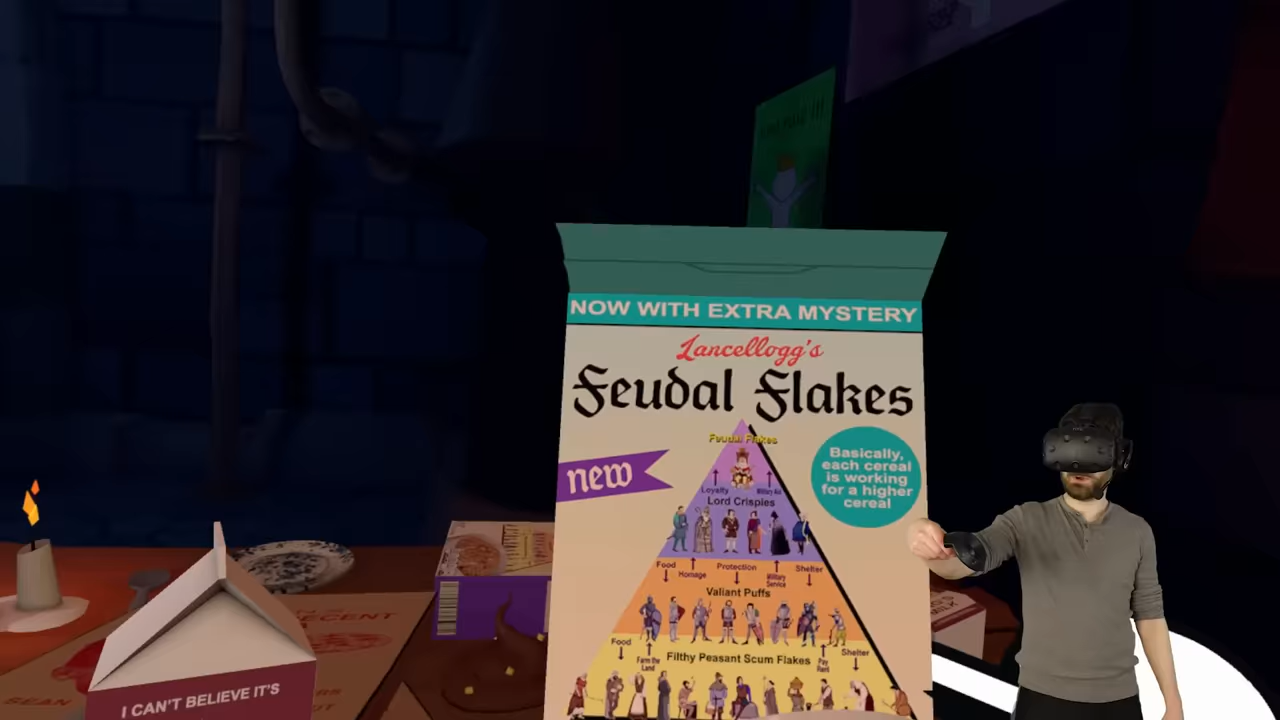 NOW WITH EXTRA MYSTERY
Lancellogg's
Feudal Flakes
new
Feudal Flakes
Basically,
each cereal
is working
for a higher
cereal
Loyalty
Military Aid
Lord Crispies
Food
Homage
Protection
Military
Service
Shelter
Valiant Puffs
Food
Farm the
Land
Filthy Peasant Scum Flakes
Pay
Rent
Shelter
I CAN'T BELIEVE IT'S